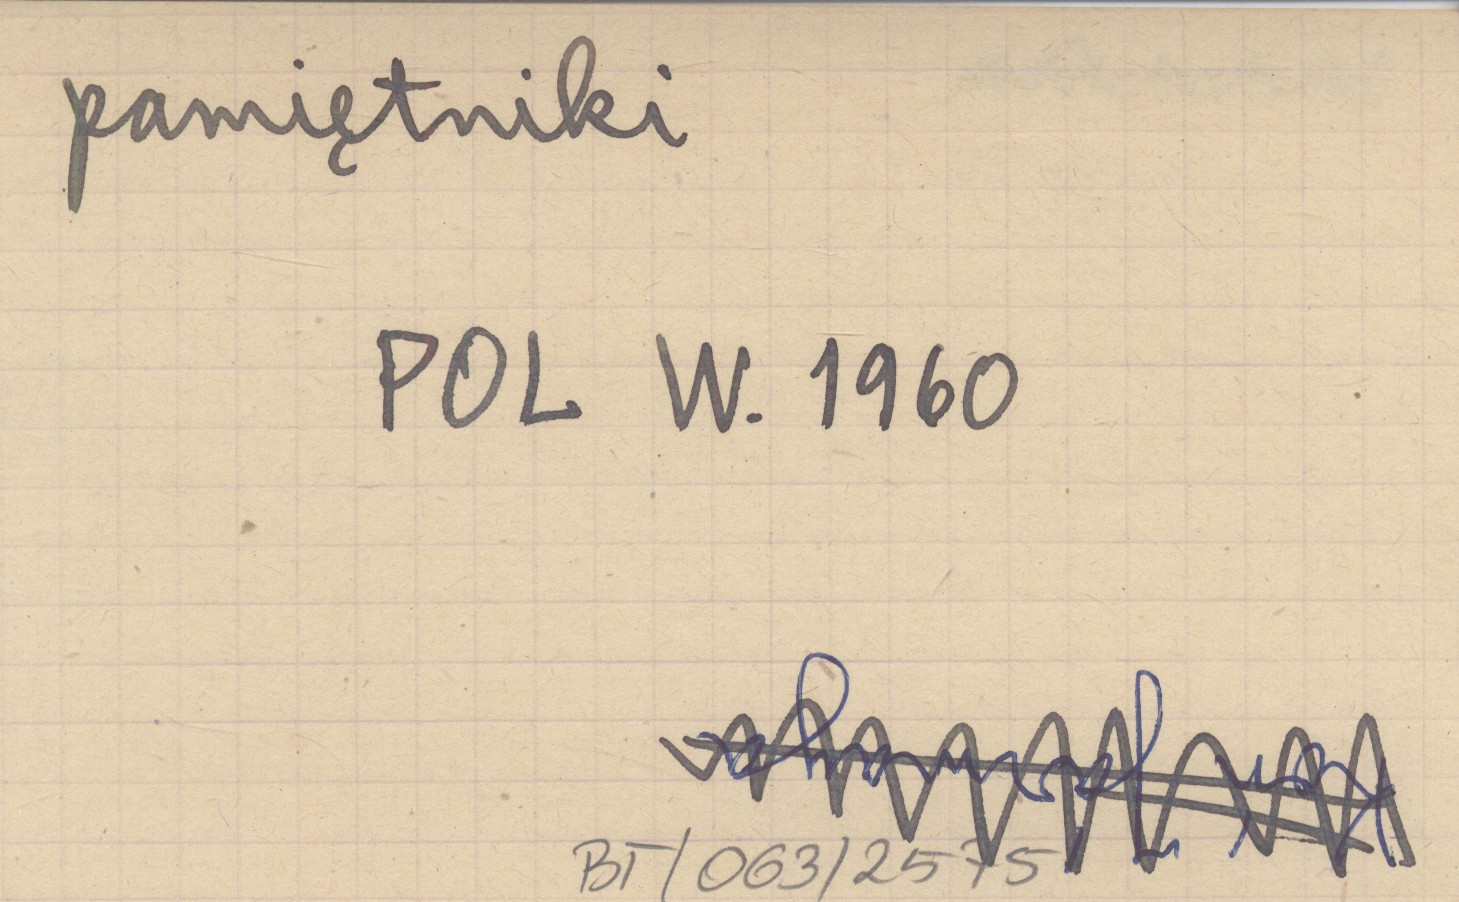 pamiętniki
POL W. 1960
BT/063/2575